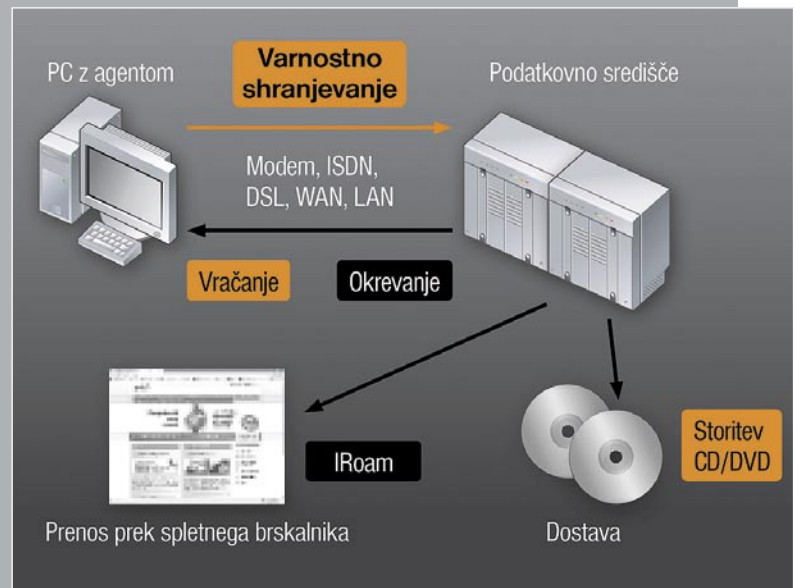 PC z agentom
Varnostno
shranjevanje
Podatkovno središče
Modem, ISDN,
DSL, WAN, LAN
Vračanje
Okrevanje
IRoam
Storitev
CD/DVD
Prenos prek spletnega brskalnika
Dostava